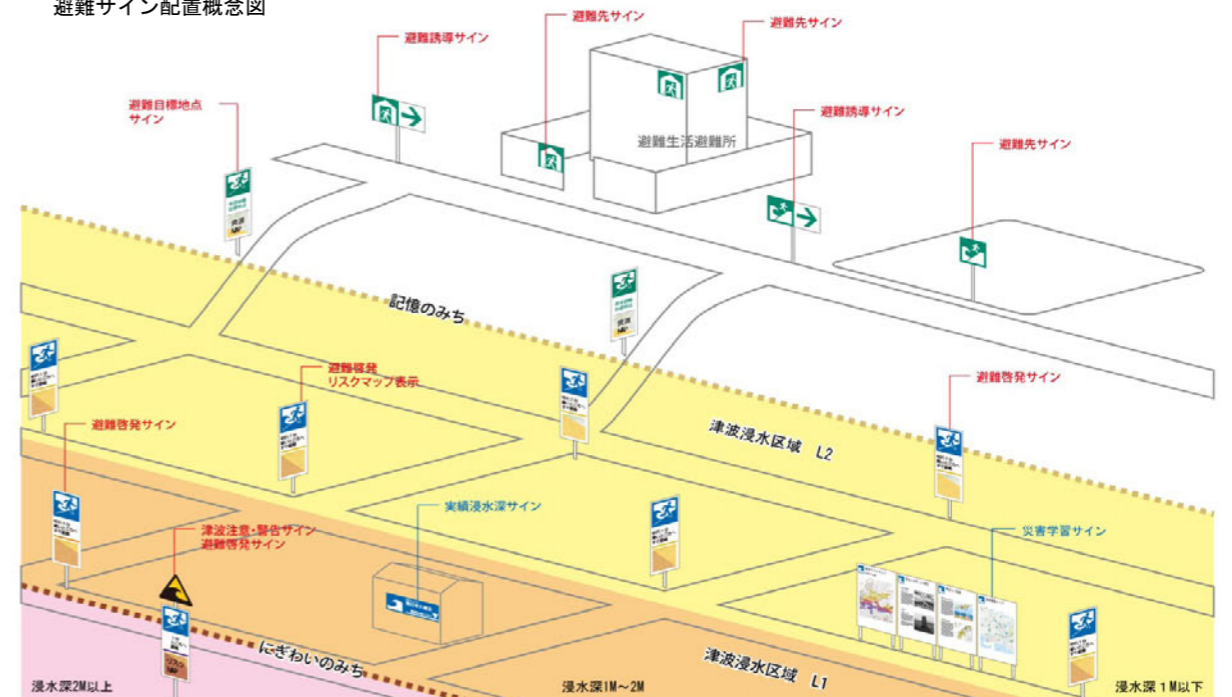 避難サイン配置概念図
避難先サイン
避難先サイン
避難誘導サイン
避難目標地点
サイン
避難誘導サイン
避難生活避難所
避難先サイン
記憶のみち
避難啓発
リスクマップ表示
避難啓発サイン
避難啓発サイン
津波浸水区域 L2
実績浸水深サイン
津波注意・警告サイン
避難啓発サイン
災害学習サイン
にぎわいのみち
津波浸水区域 L1
浸水深2M以上
浸水深1M～2M
浸水深1M以下